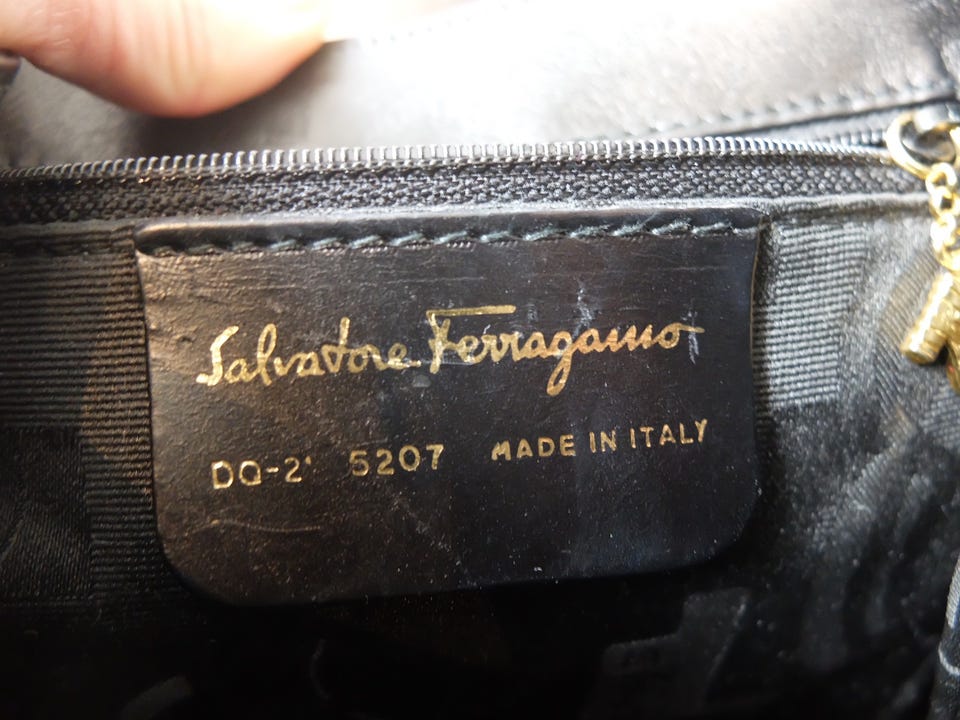 Salvatore Ferragamo
DQ-2' 5207 MADE IN ITALY